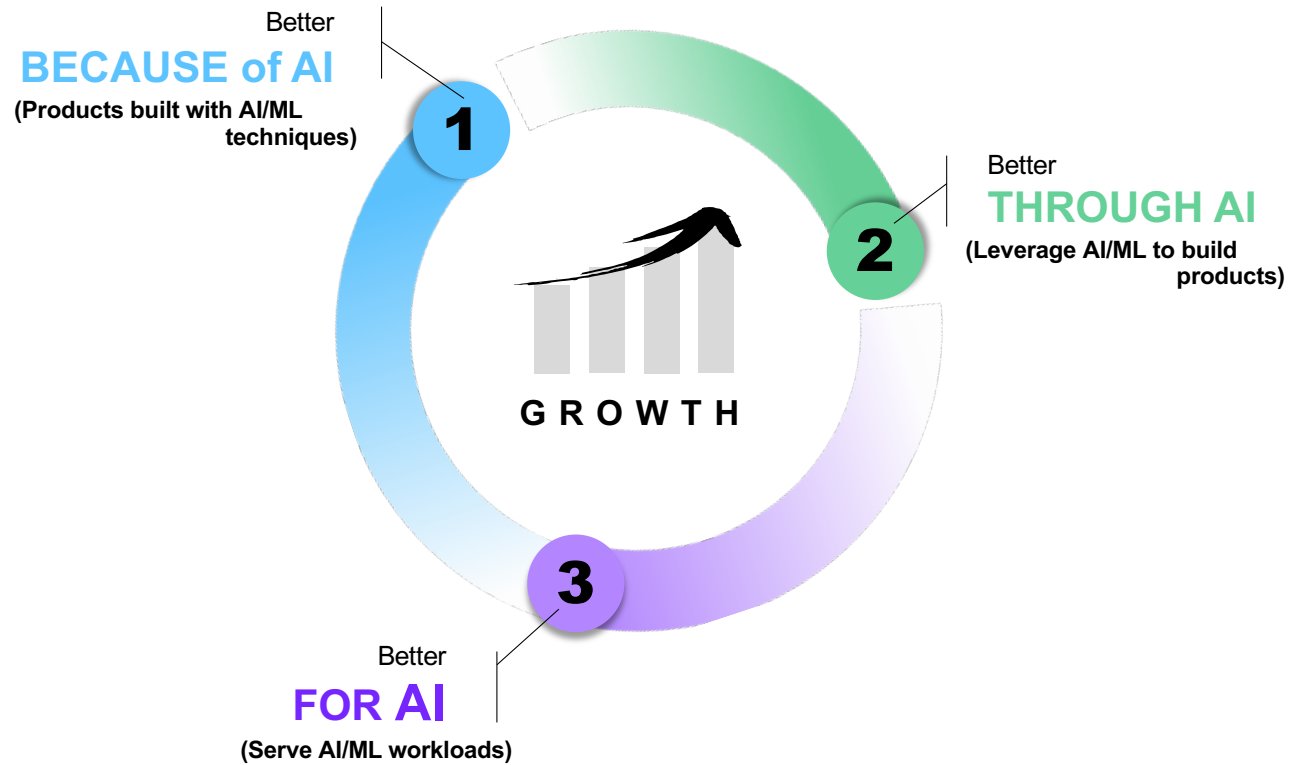 Better
BECAUSE of AI
(Products built with AI/ML
techniques)
1
Better
THROUGH AI
(Leverage AI/ML to build
products)
2
GROWTH
3
Better
FOR AI
(Serve AI/ML workloads)